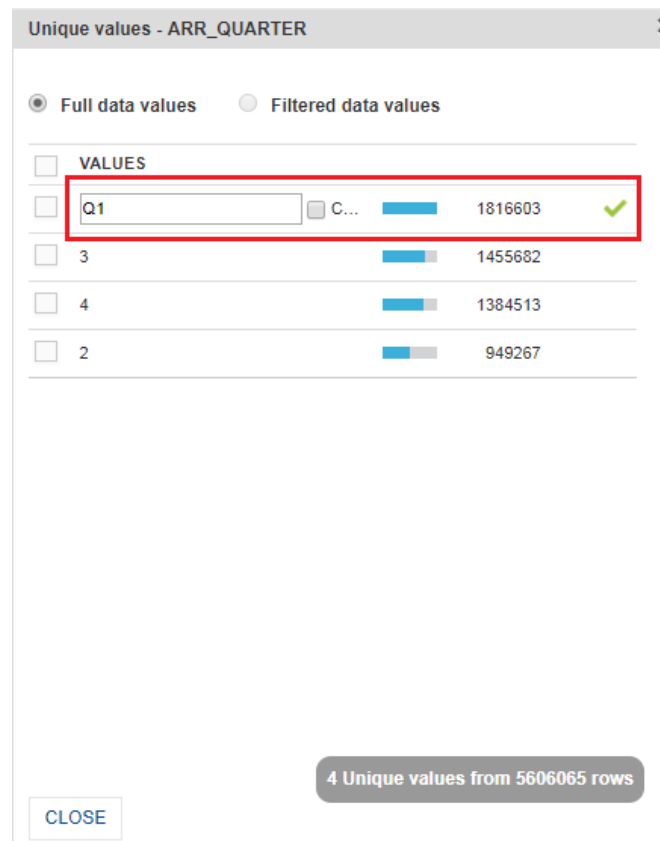 Unique values - ARR_QUARTER
Full data values Filtered data values
VALUES
Q1 C... 1816603
3 1455682
4 1384513
2 949267
4 Unique values from 5606065 rows
CLOSE